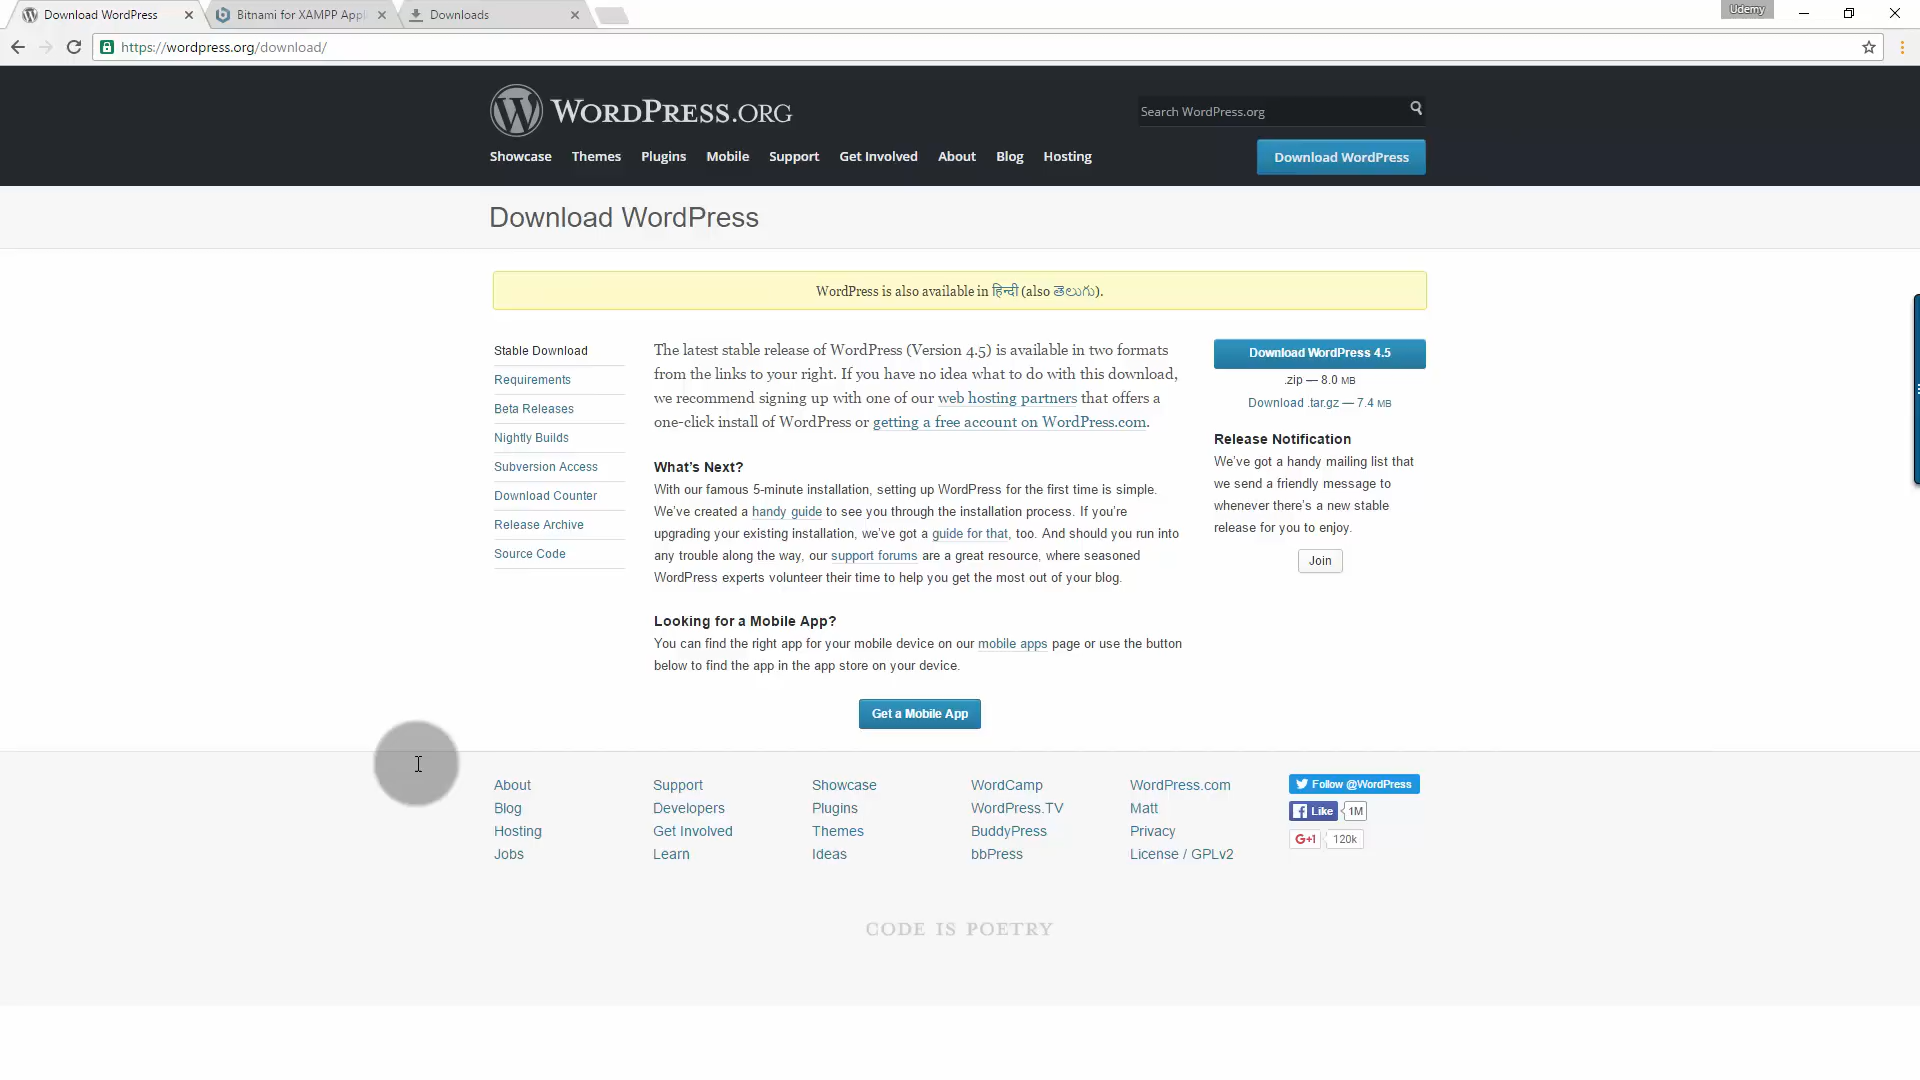 Download WordPress
Bitnami for XAMPP Appli
Downloads
Udemy
https://wordpress.org/download/
WORDPRESS.ORG
Search WordPress.org
Showcase Themes Plugins Mobile Support Get Involved About Blog Hosting
Download WordPress
Download WordPress
WordPress is also available in हिन्दी (also తెలుగు).
Stable Download
Requirements
Beta Releases
Nightly Builds
Subversion Access
Download Counter
Release Archive
Source Code
The latest stable release of WordPress (Version 4.5) is available in two formats
from the links to your right. If you have no idea what to do with this download,
we recommend signing up with one of our web hosting partners that offers a
one-click install of WordPress or getting a free account on WordPress.com.
What's Next?
With our famous 5-minute installation, setting up WordPress for the first time is simple.
We've created a handy guide to see you through the installation process. If you're
upgrading your existing installation, we've got a guide for that, too. And should you run into
any trouble along the way, our support forums are a great resource, where seasoned
WordPress experts volunteer their time to help you get the most out of your blog.
Looking for a Mobile App?
You can find the right app for your mobile device on our mobile apps page or use the button
below to find the app in the app store on your device.
Get a Mobile App
Download WordPress 4.5
.zip — 8.0 MB
Download .tar.gz — 7.4 MB
Release Notification
We've got a handy mailing list that
we send a friendly message to
whenever there's a new stable
release for you to enjoy.
Join
About
Blog
Hosting
Jobs
Support
Developers
Get Involved
Learn
Showcase
Plugins
Themes
Ideas
WordCamp
WordPress.TV
BuddyPress
bbPress
WordPress.com
Matt
Privacy
License / GPLv2
Follow @WordPress
Like 1M
G+1 120k
CODE IS POETRY